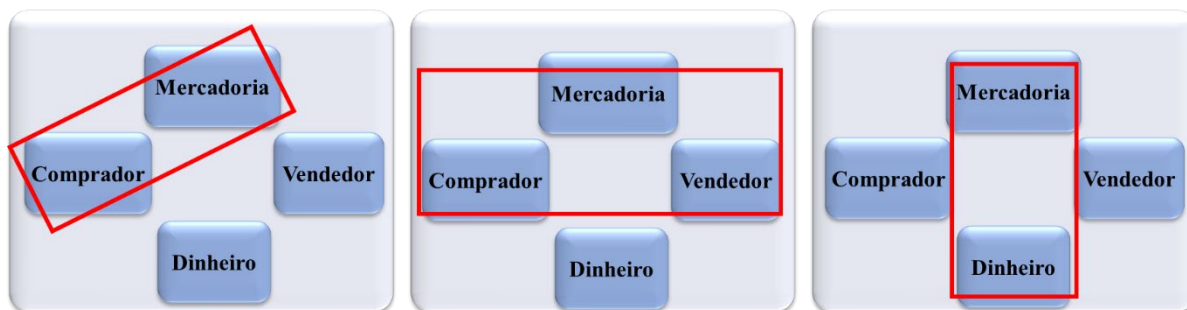 Mercadoria
Comprador
Vendedor
Dinheiro
Mercadoria
Comprador
Vendedor
Dinheiro
Mercadoria
Comprador
Vendedor
Dinheiro